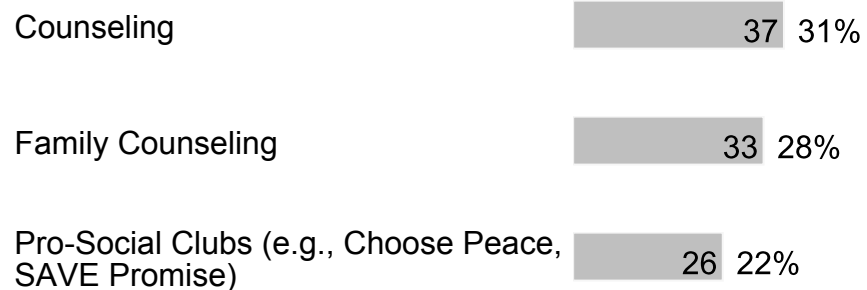 Counseling 37 31%
Family Counseling 33 28%
Pro-Social Clubs (e.g., Choose Peace,
SAVE Promise) 26 22%